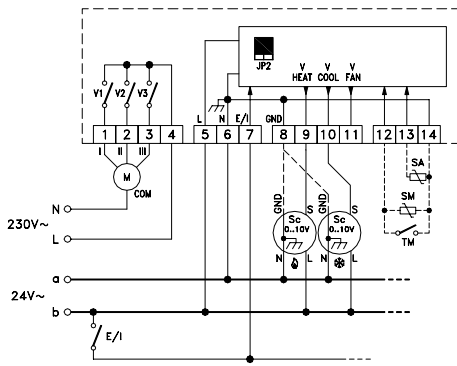 JP2
V V V
HEAT COOL FAN
V1 V2 V3
L N E/I GND
1 2 3 4 5 6 7 8 9 10 11 12 13 14
I II III
M
COM
SA
SM
TM
GND S GND S
Sc Sc
0..10V 0..10V
N L N L
N
230V~
L
a
24V~
b
E/I